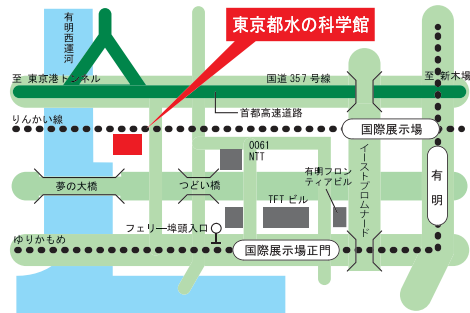 有明西運河
東京都水の科学館
至 東京港トンネル
国道357号線
至 新木場
首都高速道路
りんかい線
国際展示場
0061
NTT
イーストプロムナード
有明フロン
ティアビル
有明
夢の大橋
つどい橋
TFTビル
フェリー埠頭入口
ゆりかもめ
国際展示場正門